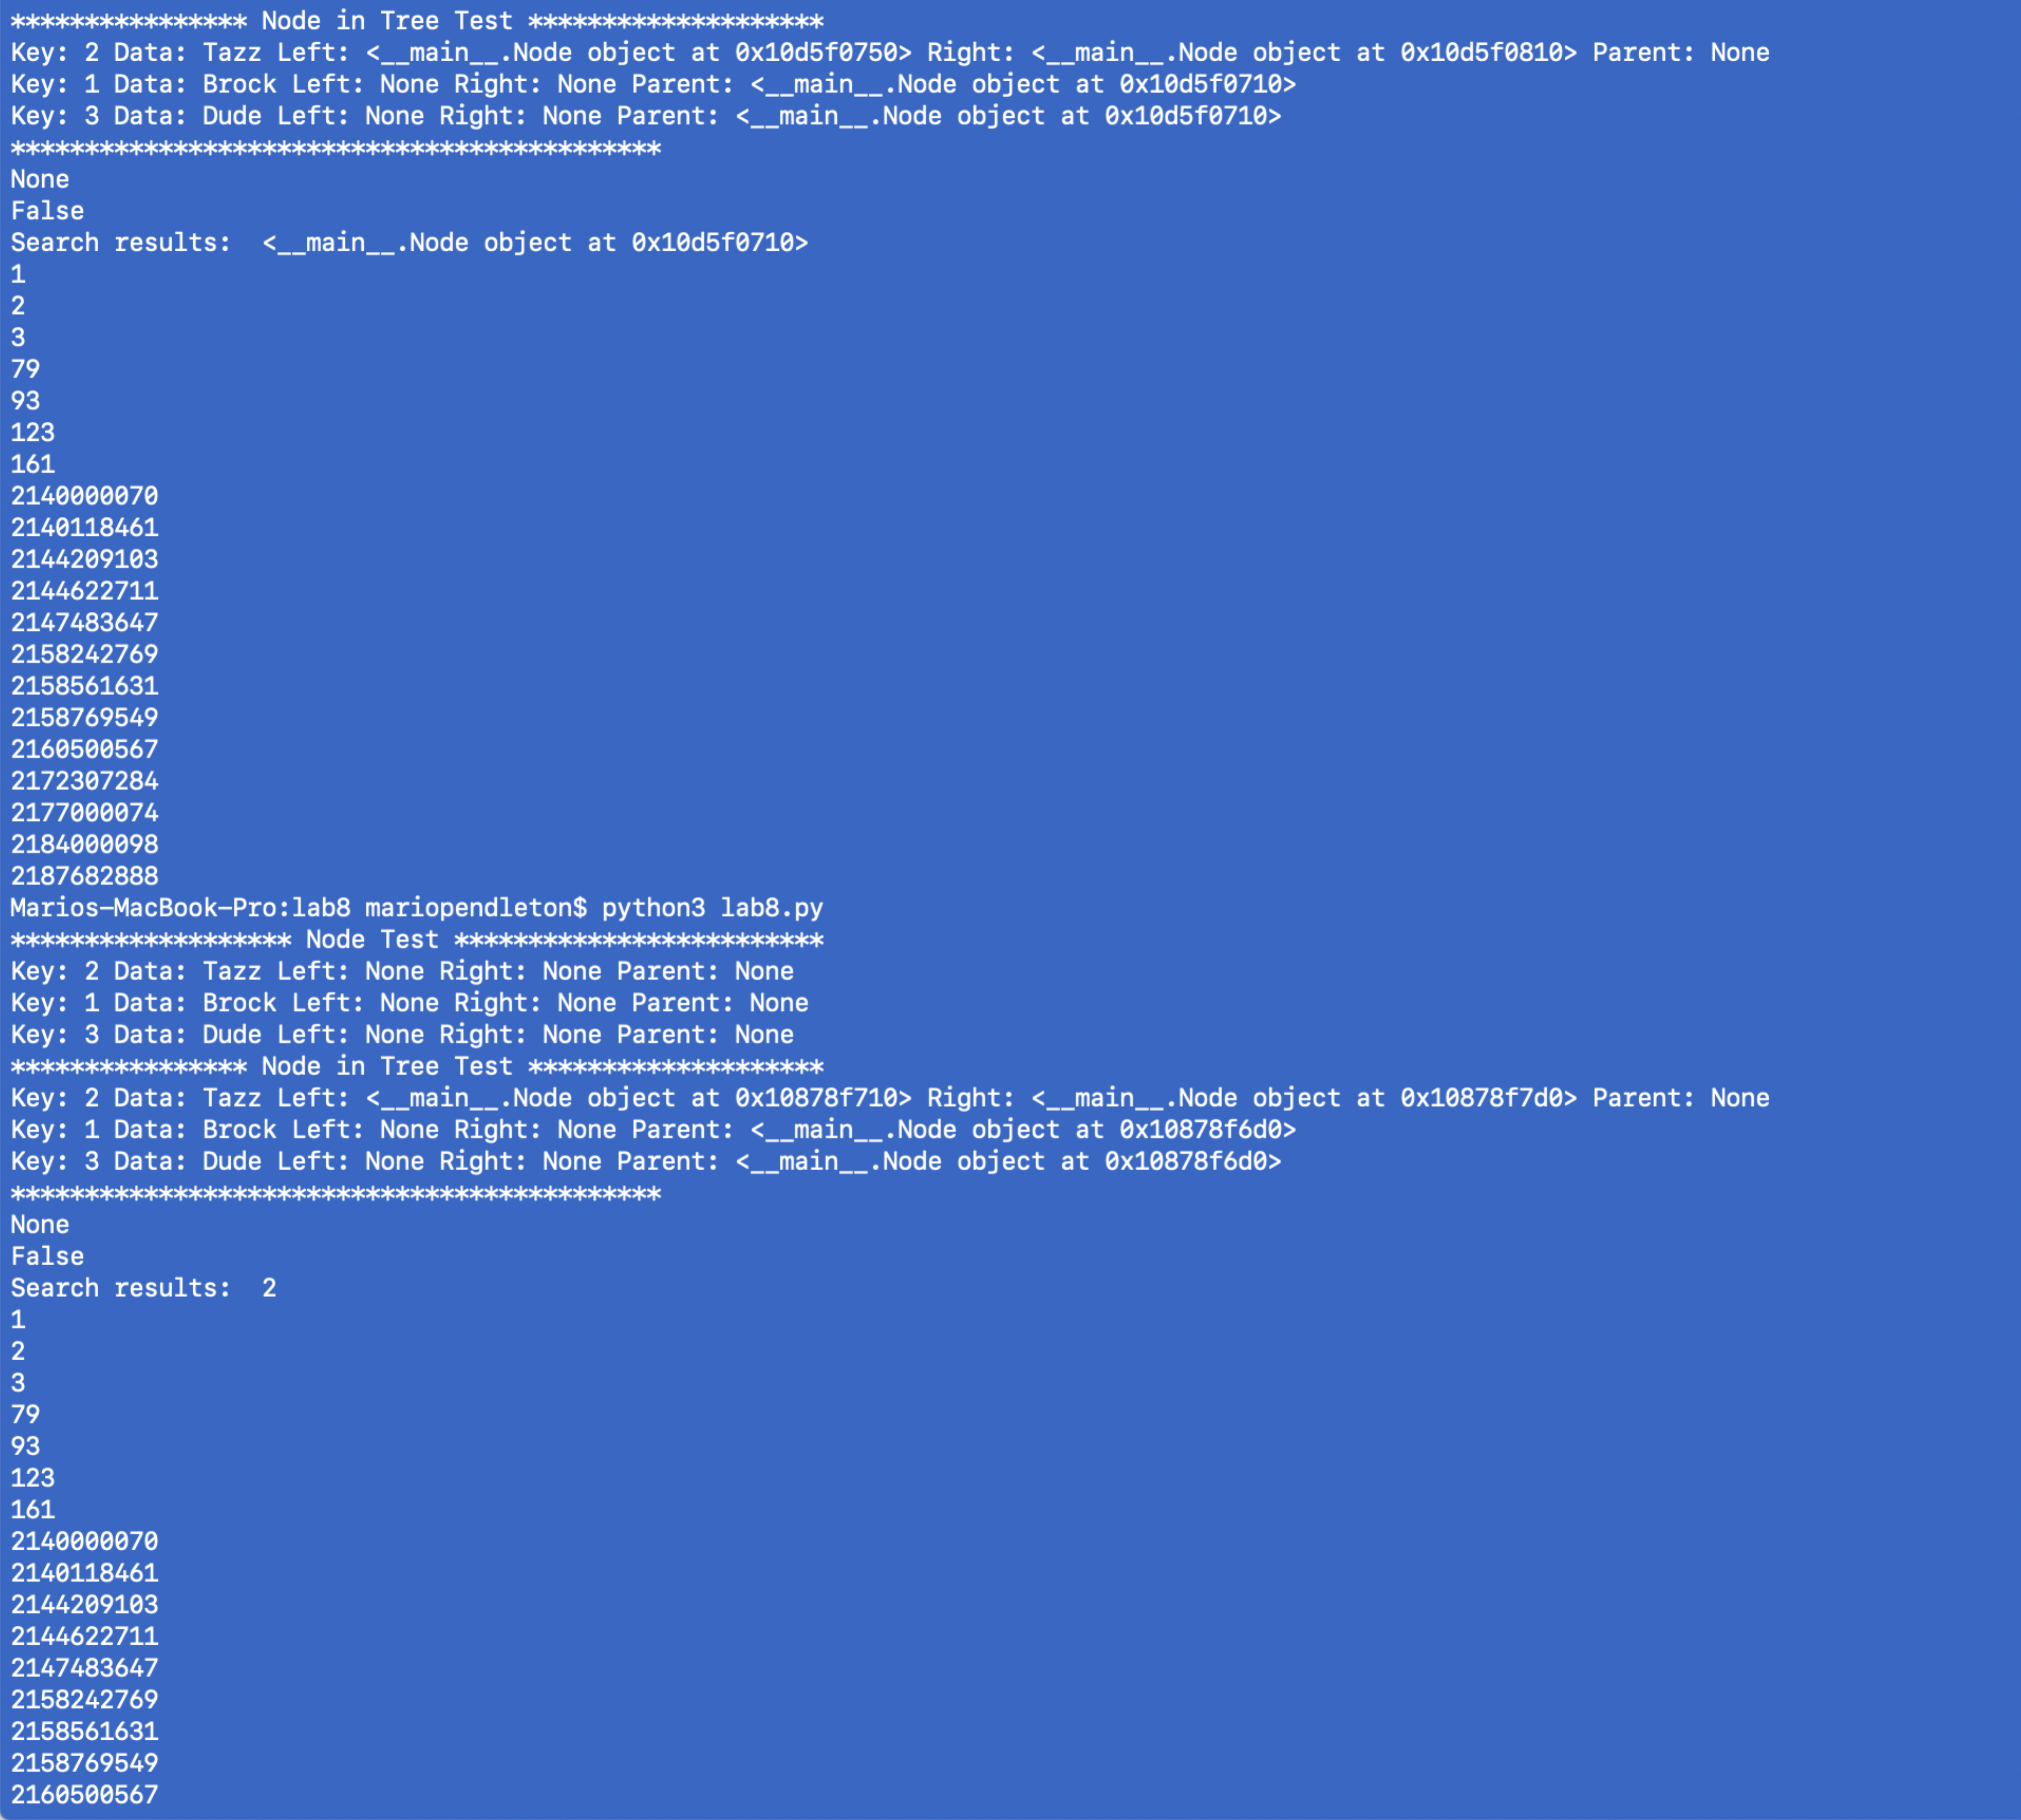 **************** Node in Tree Test ********************
Key: 2 Data: Tazz Left: <__main__.Node object at 0x10d5f0750> Right: <__main__.Node object at 0x10d5f0810> Parent: None
Key: 1 Data: Brock Left: None Right: None Parent: <__main__.Node object at 0x10d5f0710>
Key: 3 Data: Dude Left: None Right: None Parent: <__main__.Node object at 0x10d5f0710>
********************************************
None
False
Search results:  <__main__.Node object at 0x10d5f0710>
1
2
3
79
93
123
161
2140000070
2140118461
2144209103
2144622711
2147483647
2158242769
2158561631
2158769549
2160500567
2172307284
2177000074
2184000098
2187682888
Marios-MacBook-Pro:lab8 mariopendleton$ python3 lab8.py
******************* Node Test *************************
Key: 2 Data: Tazz Left: None Right: None Parent: None
Key: 1 Data: Brock Left: None Right: None Parent: None
Key: 3 Data: Dude Left: None Right: None Parent: None
**************** Node in Tree Test ********************
Key: 2 Data: Tazz Left: <__main__.Node object at 0x10878f710> Right: <__main__.Node object at 0x10878f7d0> Parent: None
Key: 1 Data: Brock Left: None Right: None Parent: <__main__.Node object at 0x10878f6d0>
Key: 3 Data: Dude Left: None Right: None Parent: <__main__.Node object at 0x10878f6d0>
********************************************
None
False
Search results:  2
1
2
3
79
93
123
161
2140000070
2140118461
2144209103
2144622711
2147483647
2158242769
2158561631
2158769549
2160500567